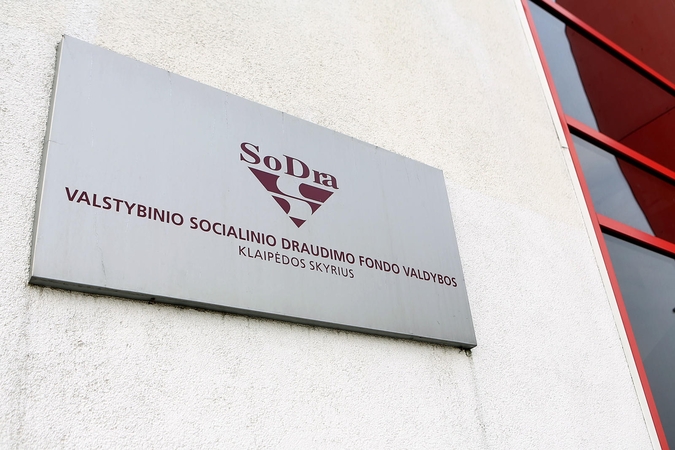 SoDra
VALSTYBINIO SOCIALINIO DRAUDIMO FONDO VALDYBOS
KLAIPĖDOS SKYRIUS